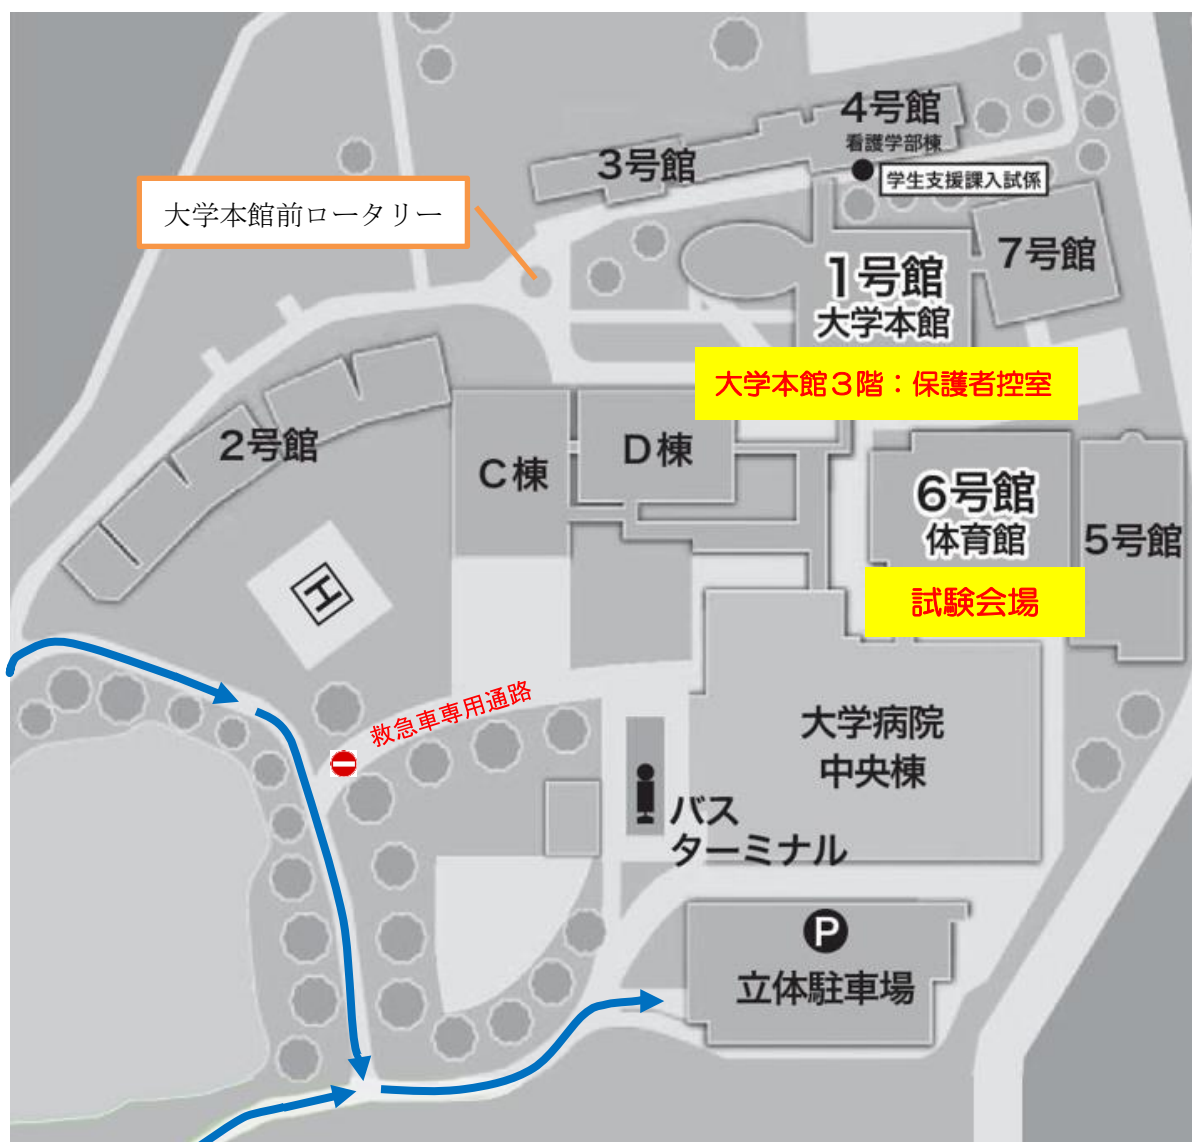 4号館
看護学部棟
3号館
学生支援課入試係
大学本館前ロータリー
7号館
1号館
大学本館
大学本館3階：保護者控室
2号館
C棟
D棟
6号館
体育館
5号館
試験会場
H
救急車専用通路
大学病院
中央棟
バス
ターミナル
P
立体駐車場